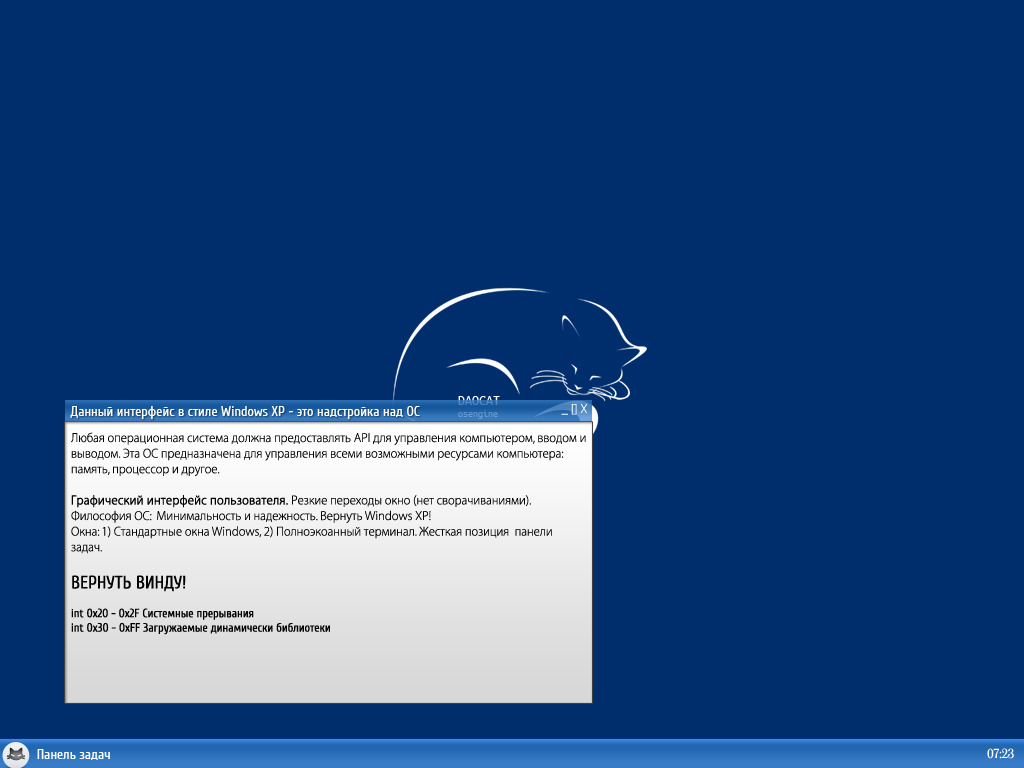 DAOCAT
osengine
Данный интерфейс в стиле Windows XP - это надстройка над ОС
_ [] X
Любая операционная система должна предоставлять API для управления компьютером, вводом и
выводом. Эта ОС предназначена для управления всеми возможными ресурсами компьютера:
память, процессор и другое.
Графический интерфейс пользователя. Резкие переходы окно (нет сворачиваниями).
Философия ОС: Минимальность и надежность. Вернуть Windows XP!
Окна: 1) Стандартные окна Windows, 2) Полноэкоанный терминал. Жесткая позиция панели
задач.
ВЕРНУТЬ ВИНДУ!
int 0x20 - 0x2F Системные прерывания
int 0x30 - 0xFF Загружаемые динамически библиотеки
Панель задач
07:23